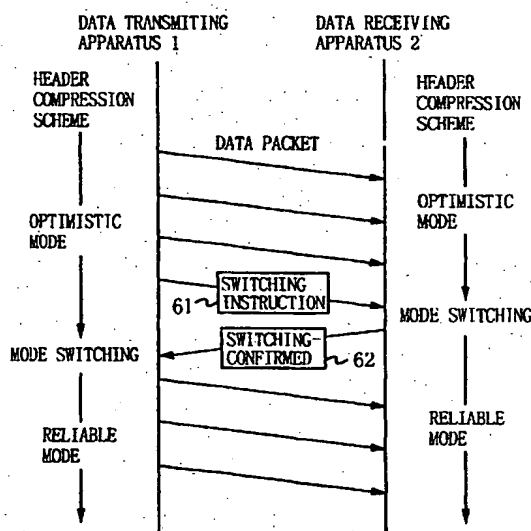 DATA TRANSMITING
APPARATUS 1
DATA RECEIVING
APPARATUS 2
HEADER
COMPRESSION
SCHEME
HEADER
COMPRESSION
SCHEME
DATA PACKET
OPTIMISTIC
MODE
OPTIMISTIC
MODE
61
SWITCHING
INSTRUCTION
MODE SWITCHING
SWITCHING-
CONFIRMED
62
MODE SWITCHING
RELIABLE
MODE
RELIABLE
MODE